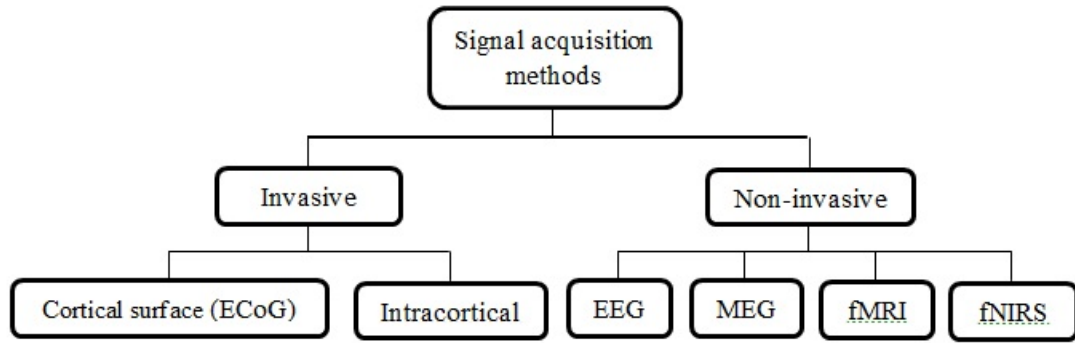 Signal acquisition
methods
Invasive
Non-invasive
Cortical surface (ECoG)
Intracortical
EEG
MEG
fMRI
fNIRS